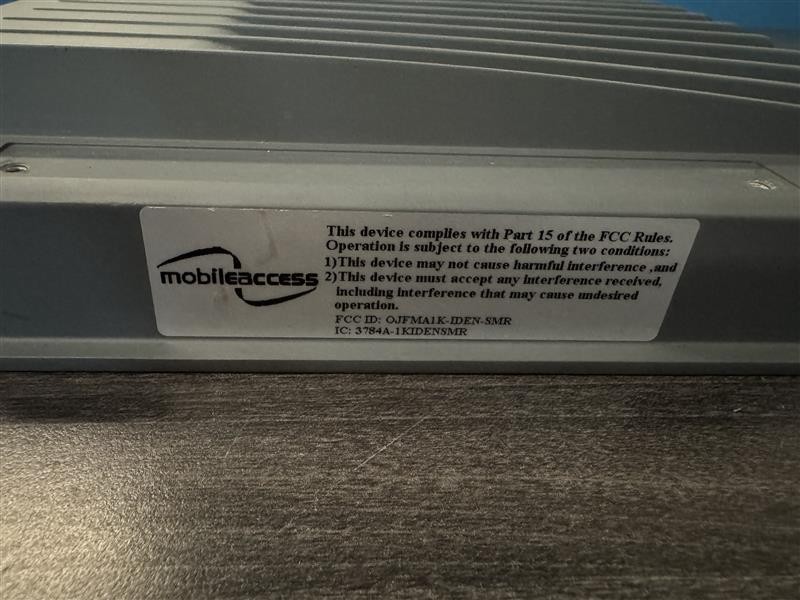 mobileaccess
This device complies with Part 15 of the FCC Rules.
Operation is subject to the following two conditions:
1)This device may not cause harmful interference ,and
2)This device must accept any interference received,
including interference that may cause undesired
operation.
FCC ID: OJFMA1K-IDEN-SMR
IC: 3784A-1KIDENSMR